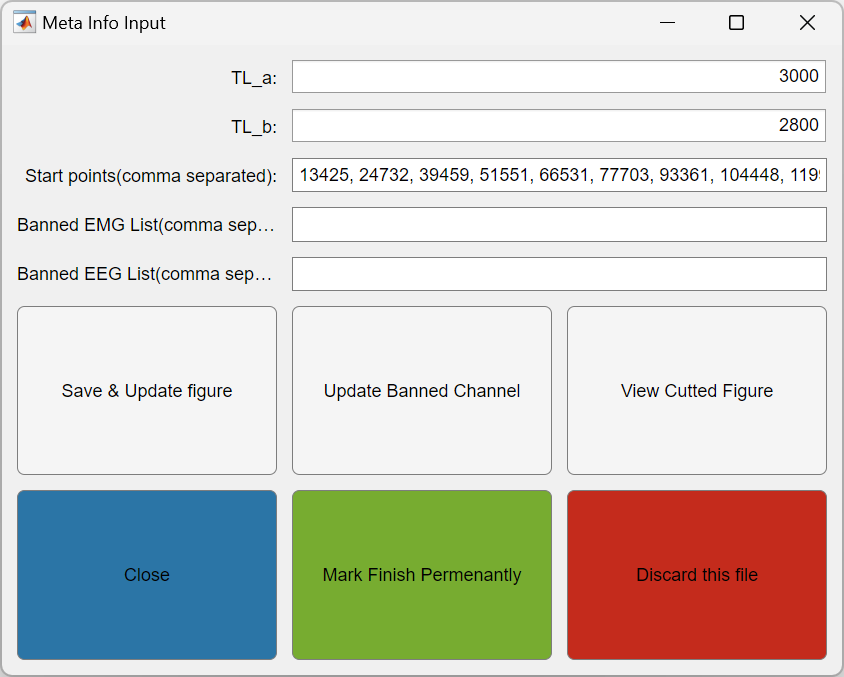 Meta Info Input
TL_a: 3000
TL_b: 2800
Start points(comma separated): 13425, 24732, 39459, 51551, 66531, 77703, 93361, 104448,
Banned EMG List(comma sep...
Banned EEG List(comma sep...
Save & Update figure Update Banned Channel View Cutted Figure
Close Mark Finish Permenantly Discard this file